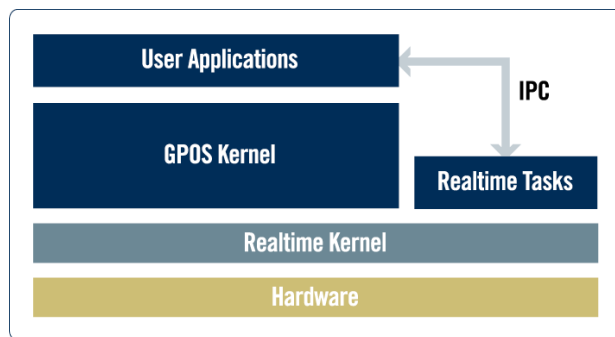 User Applications
IPC
GPOS Kernel
Realtime Tasks
Realtime Kernel
Hardware